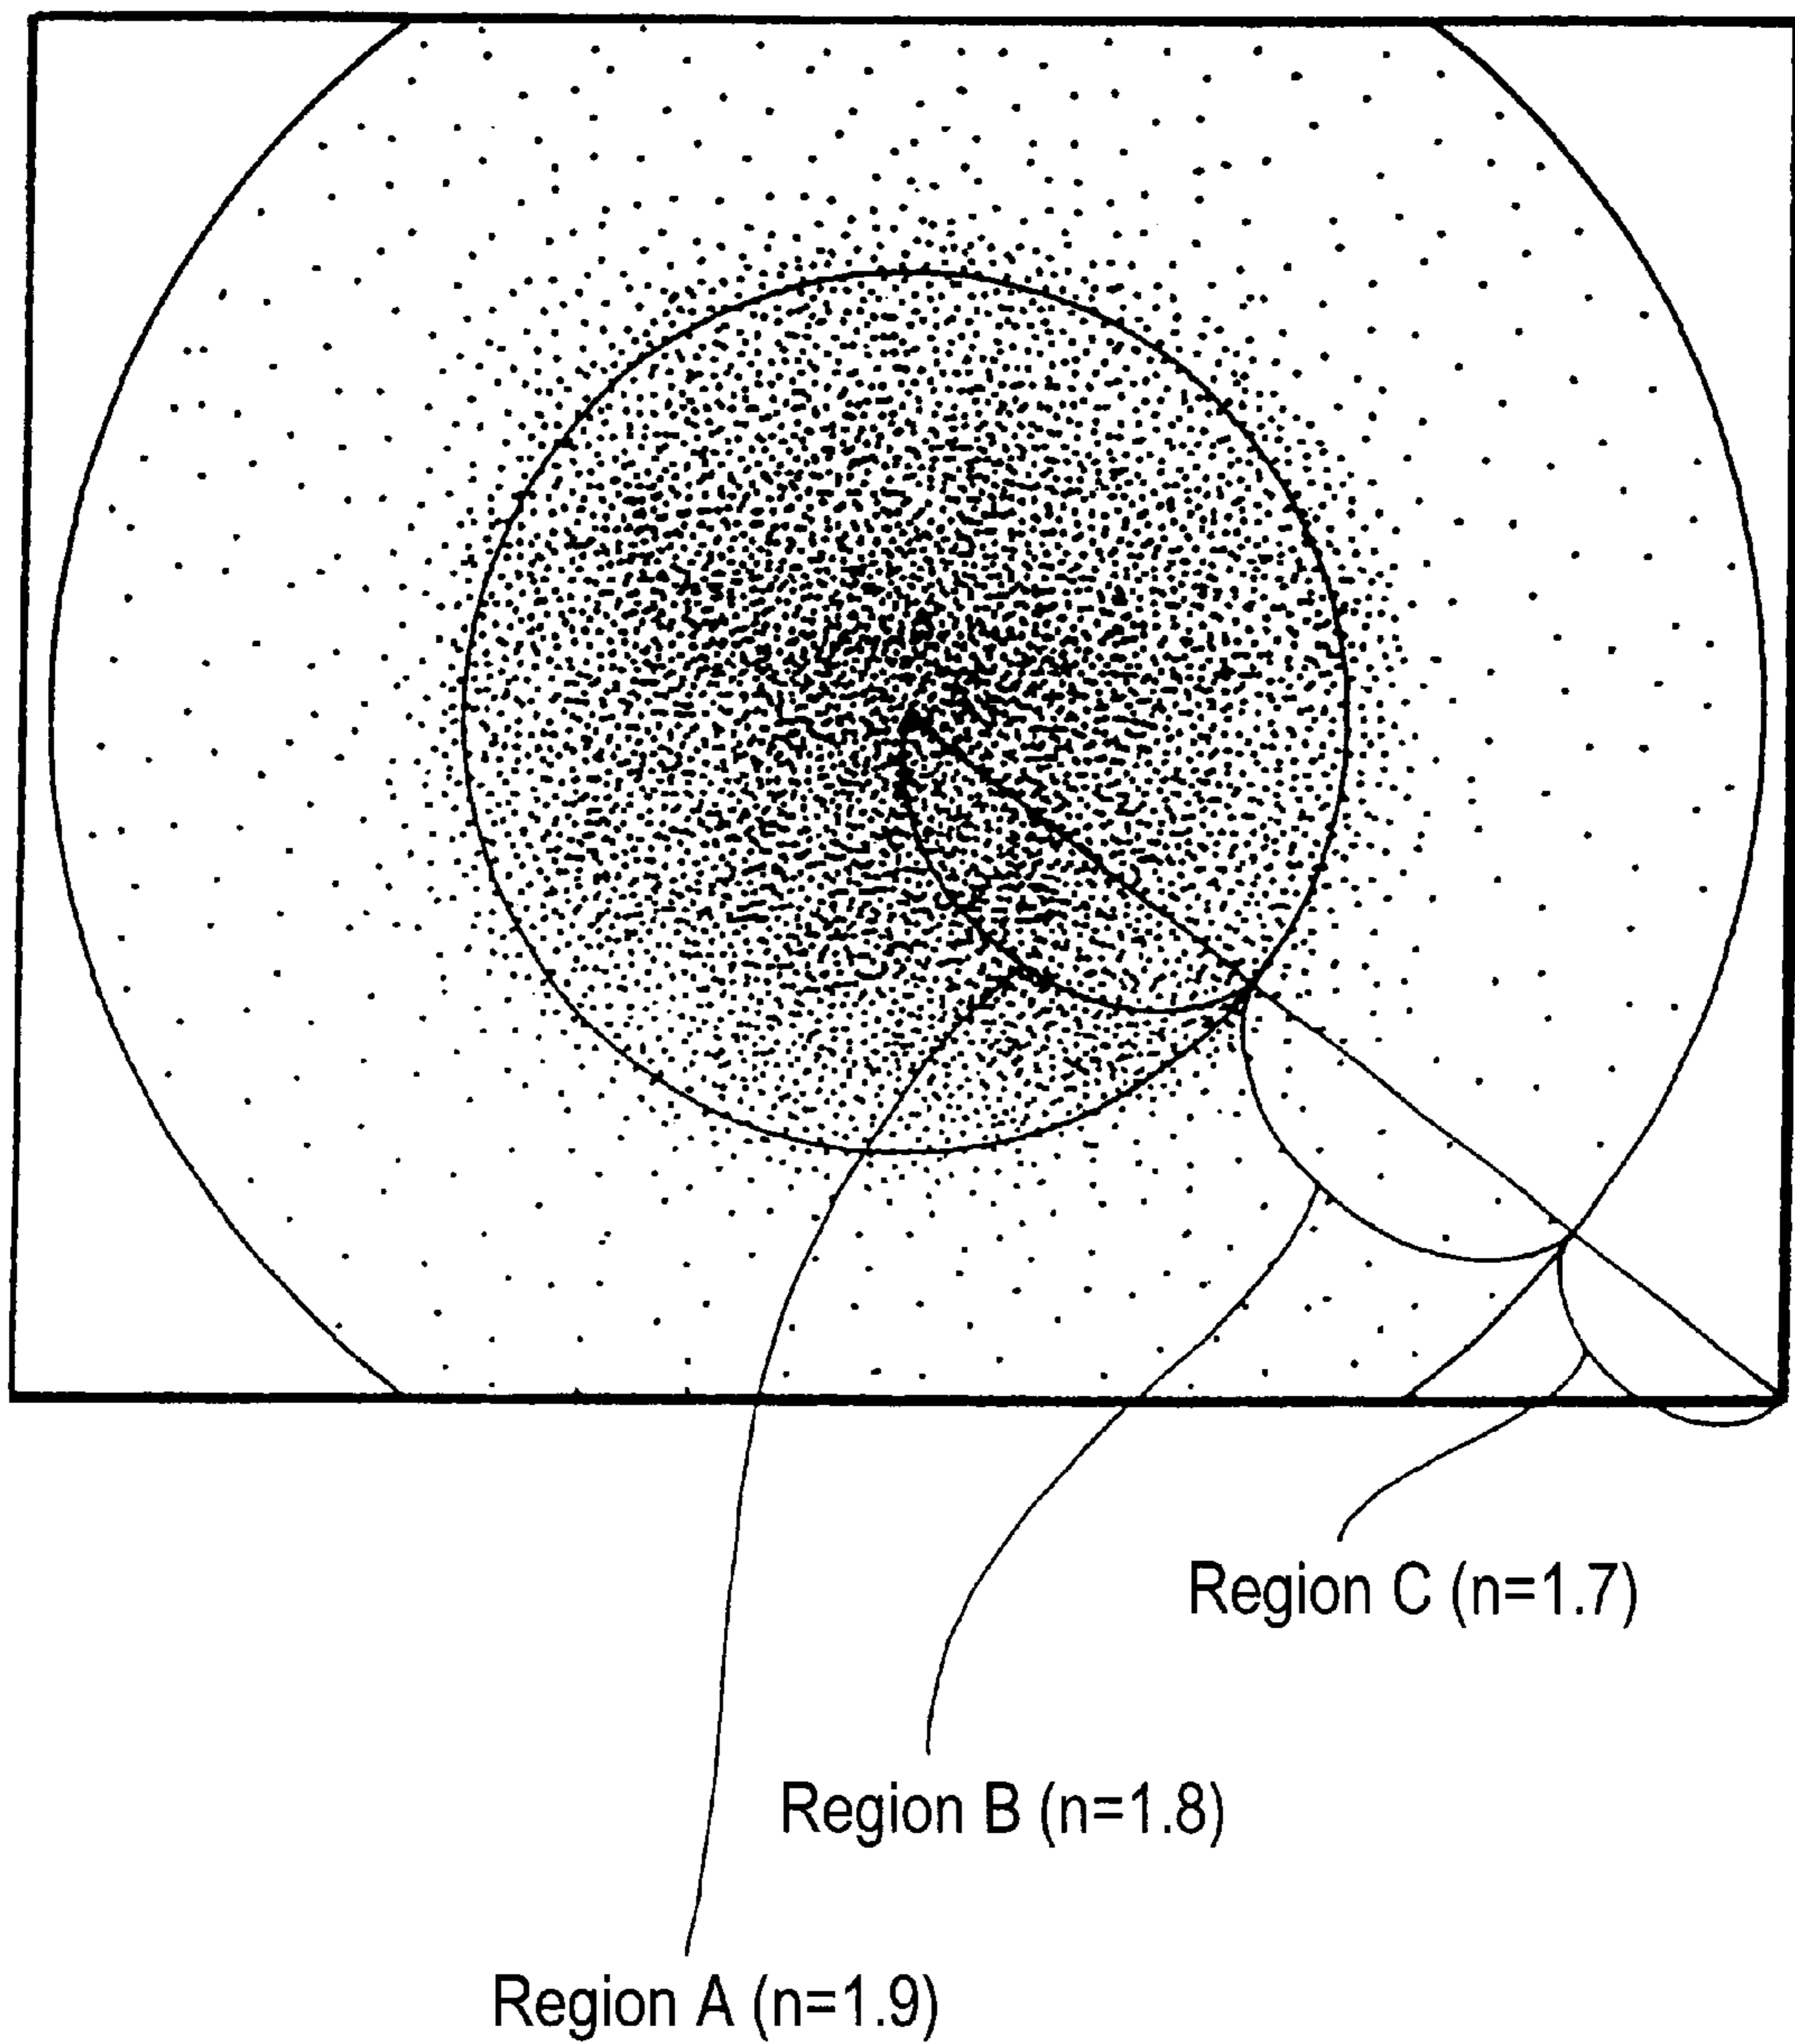 Region C (n=1.7)
Region B (n=1.8)
Region A (n=1.9)